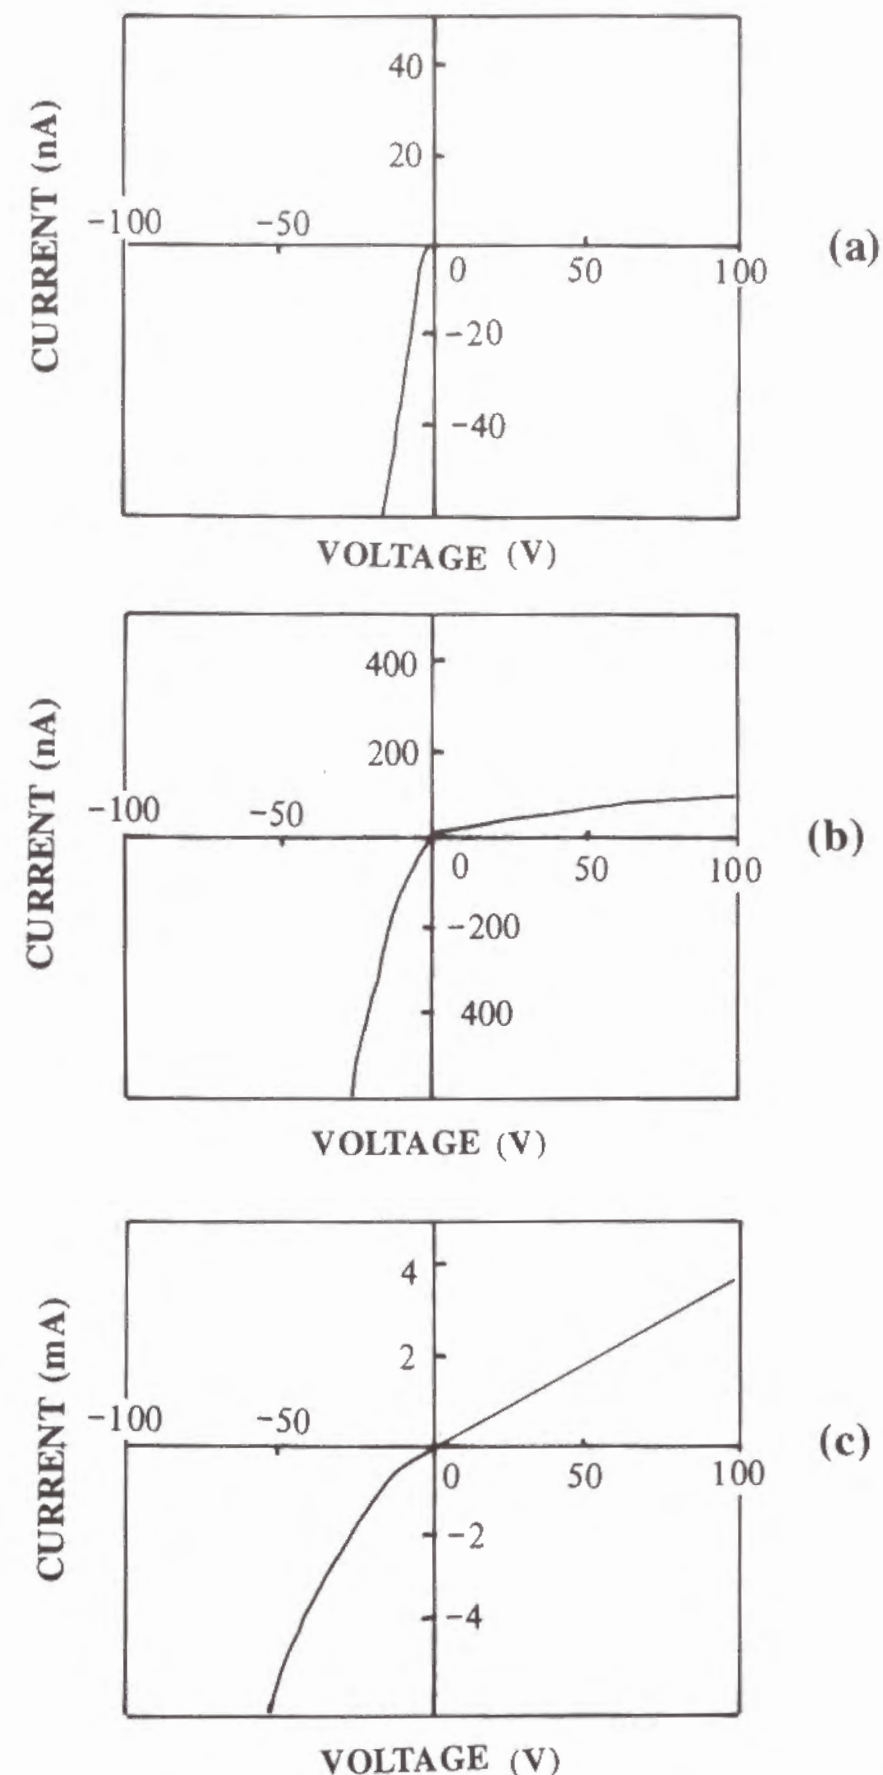 40
20
CURRENT (nA)
-100 -50
0 50 100
(a)
-20
-40
VOLTAGE (V)
400
200
CURRENT (nA)
-100 -50
0 50 100
(b)
-200
400
VOLTAGE (V)
4
2
CURRENT (mA)
-100 -50
0 50 100
(c)
-2
-4
VOLTAGE (V)